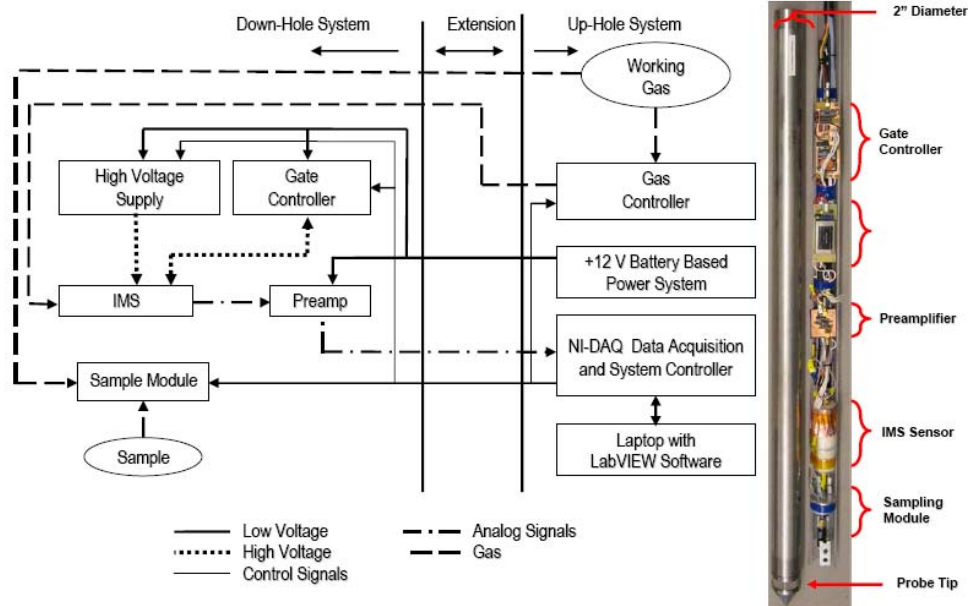 Down-Hole System
Extension
Up-Hole System
2" Diameter
Working
Gas
High Voltage
Supply
Gate
Controller
Gas
Controller
Gate
Controller
+12 V Battery Based
Power System
IMS
Preamp
Preamplifier
NI-DAQ Data Acquisition
and System Controller
Sample Module
Sample
Laptop with
LabVIEW Software
IMS Sensor
Sampling
Module
Low Voltage
High Voltage
Control Signals
Analog Signals
Gas
Probe Tip